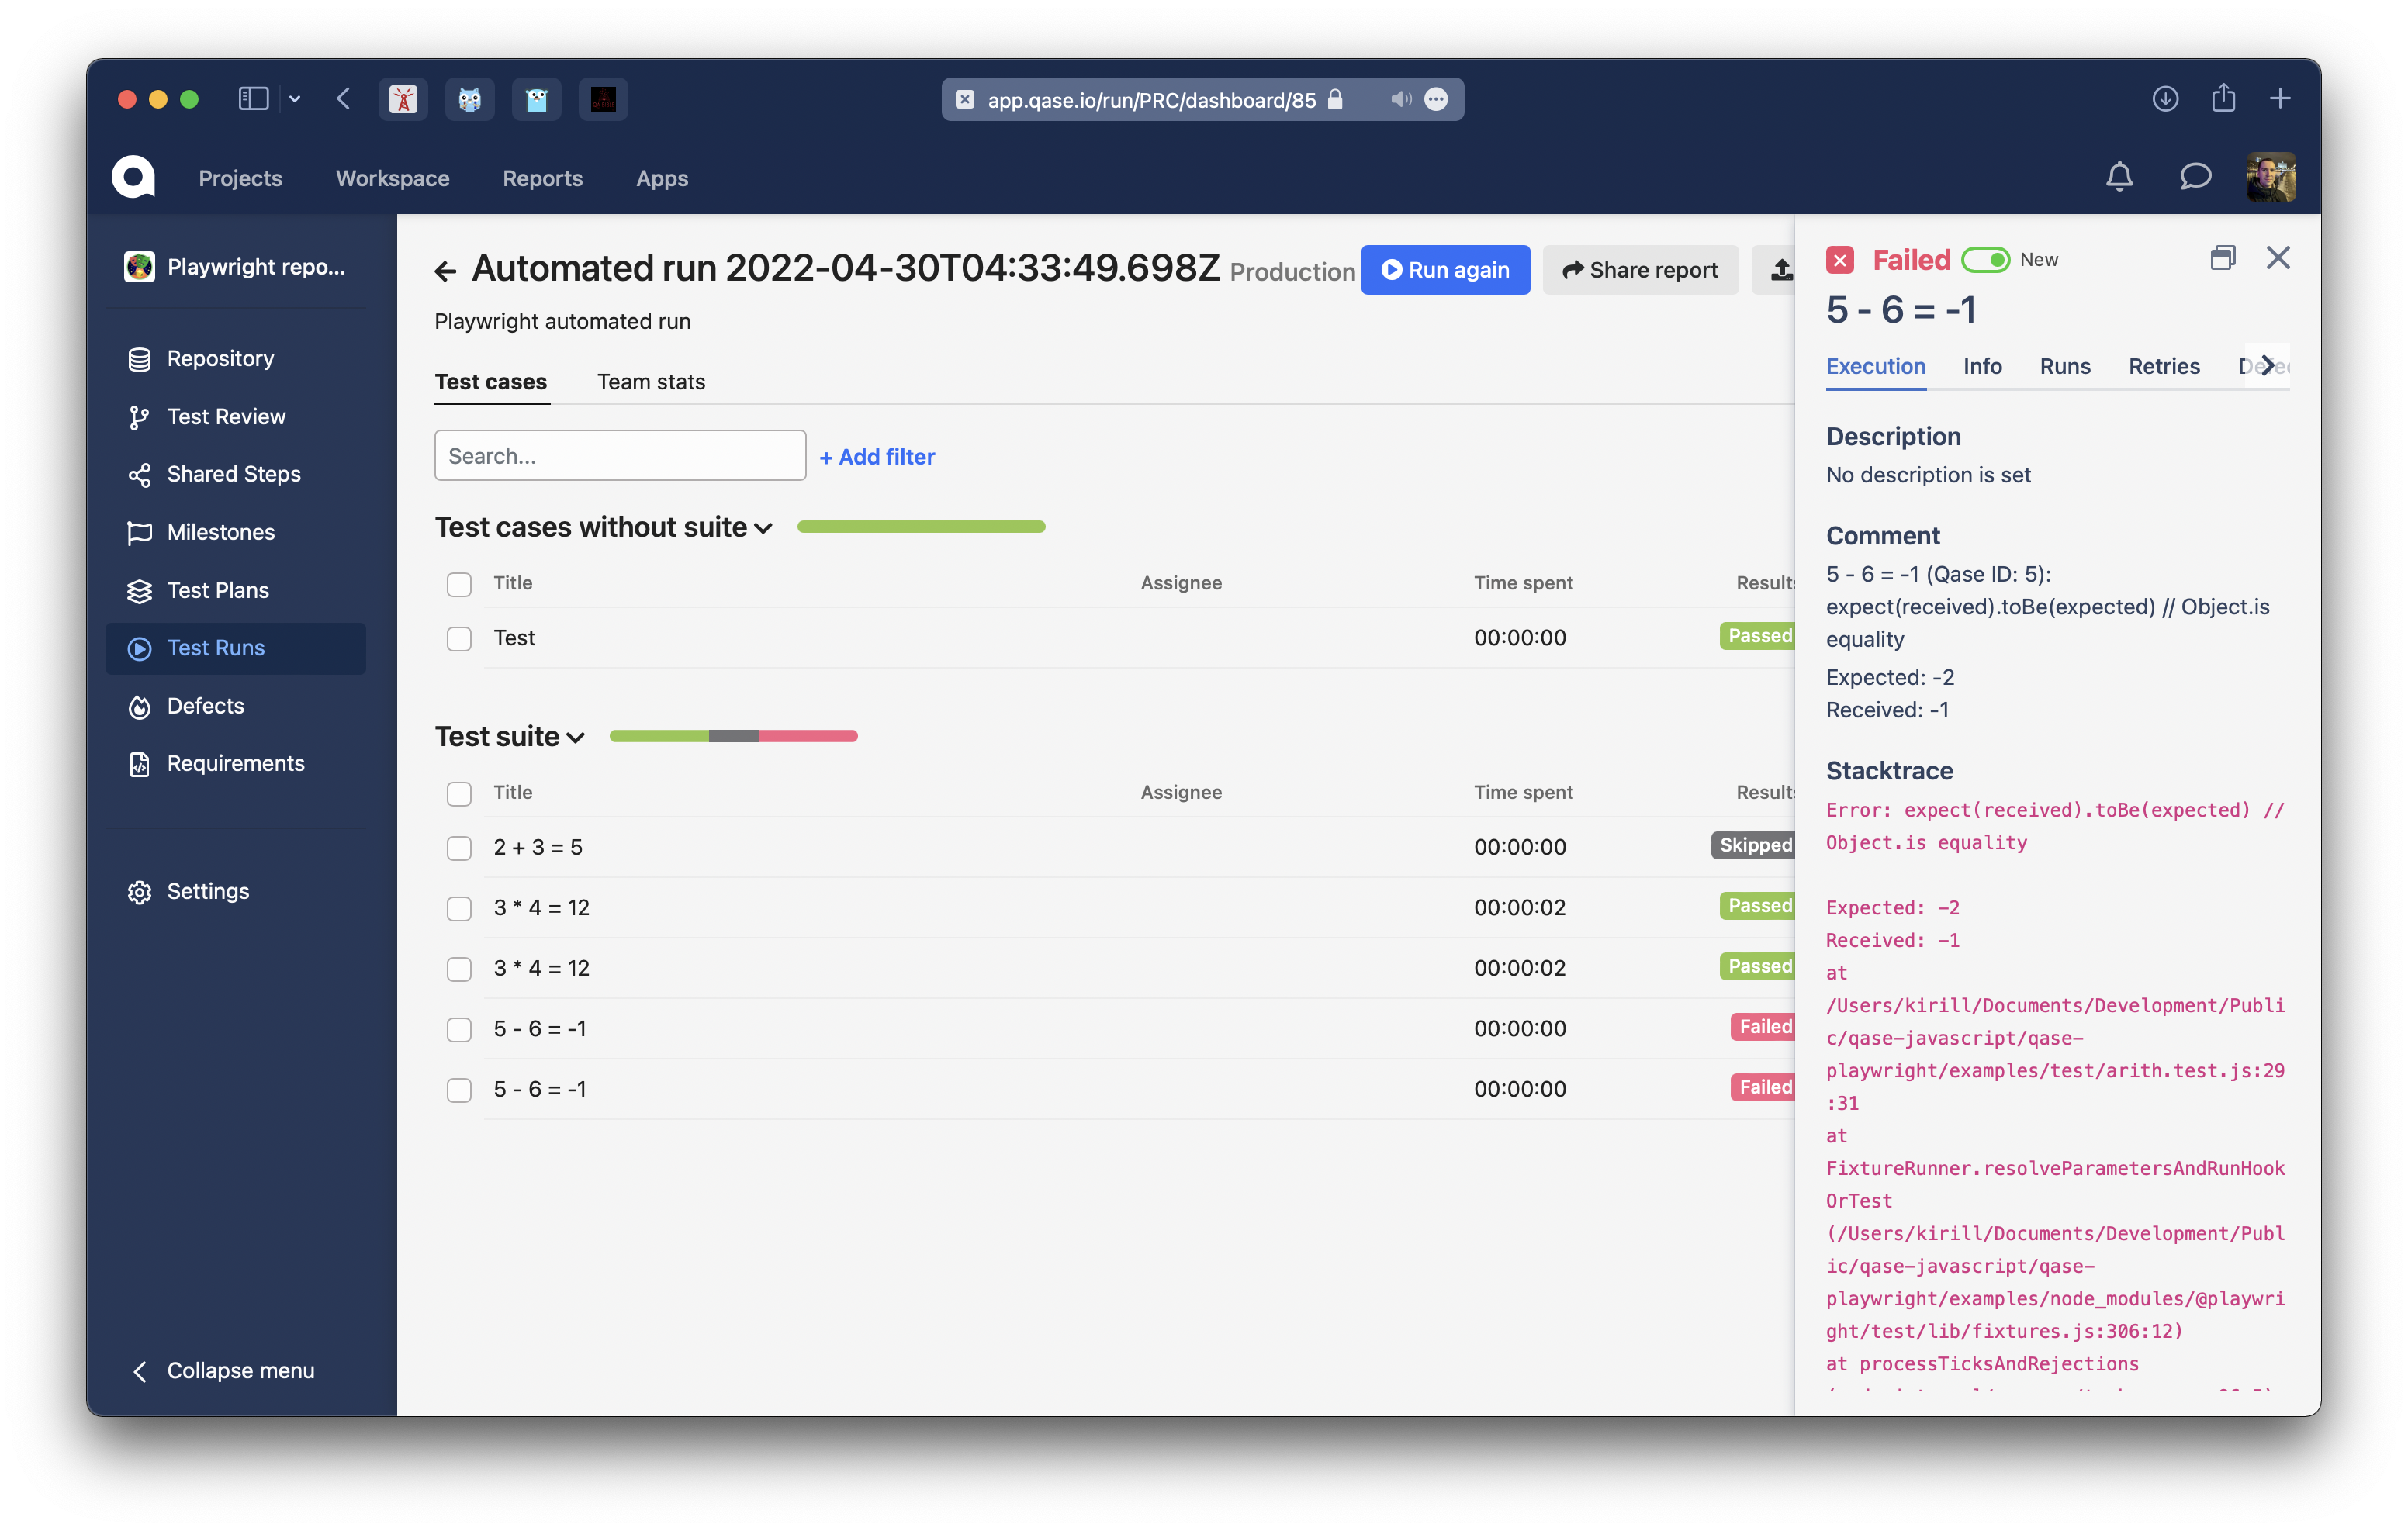 app.qase.io/run/PRC/dashboard/85
Projects
Workspace
Reports
Apps
Playwright repo...
Repository
Test Review
Shared Steps
Milestones
Test Plans
Test Runs
Defects
Requirements
Settings
Collapse menu
Automated run 2022-04-30T04:33:49.698Z Production
Run again
Share report
Playwright automated run
Test cases
Team stats
Search...
+ Add filter
Test cases without suite
Title Assignee Time spent Results
Test 00:00:00 Passed
Test suite
Title Assignee Time spent Results
2 + 3 = 5 00:00:00 Skipped
3 * 4 = 12 00:00:02 Passed
3 * 4 = 12 00:00:02 Passed
5 - 6 = -1 00:00:00 Failed
5 - 6 = -1 00:00:00 Failed
Failed New
5 - 6 = -1
Execution Info Runs Retries
Description
No description is set
Comment
5 - 6 = -1 (Qase ID: 5):
expect(received).toBe(expected) // Object.is
equality
Expected: -2
Received: -1
Stacktrace
Error: expect(received).toBe(expected) //
Object.is equality
Expected: -2
Received: -1
at
/Users/kirill/Documents/Development/Publi
c/qase-javascript/qase-
playwright/examples/test/arith.test.js:29
:31
at
FixtureRunner.resolveParametersAndRunHook
OrTest
(/Users/kirill/Documents/Development/Publ
ic/qase-javascript/qase-
playwright/examples/node_modules/@playwri
ght/test/lib/fixtures.js:306:12)
at processTicksAndRejections